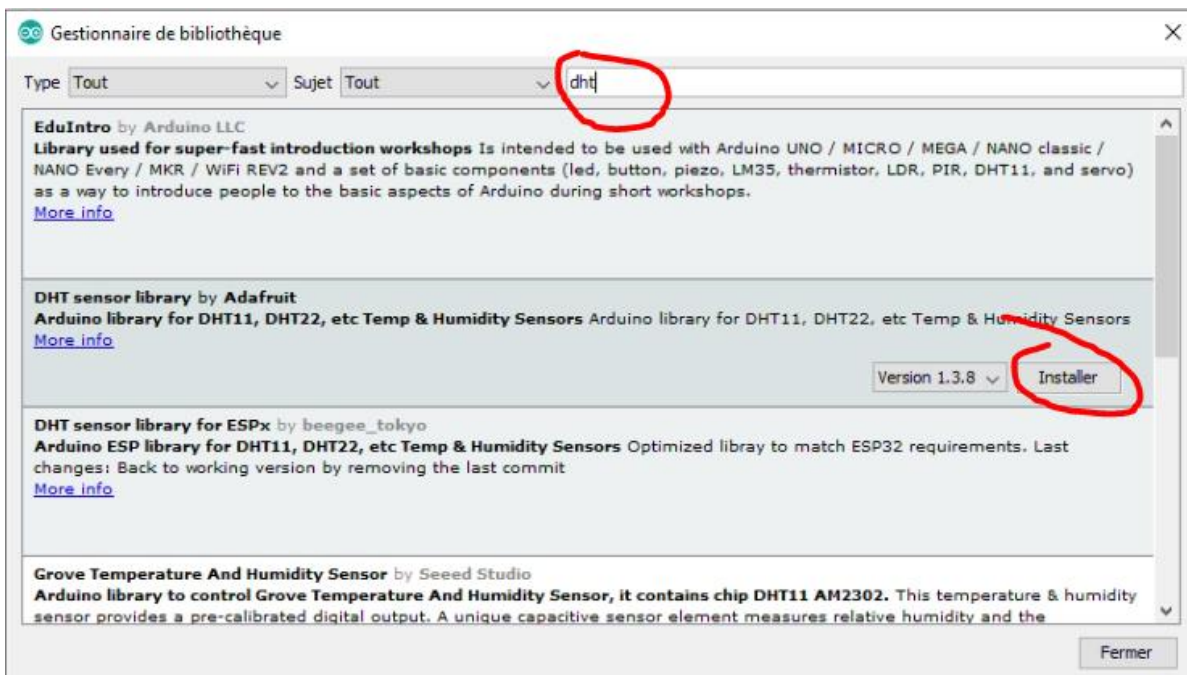 Gestionnaire de bibliothèque
Type Tout Sujet Tout dht
EduIntro by Arduino LLC
Library used for super-fast introduction workshops Is intended to be used with Arduino UNO / MICRO / MEGA / NANO classic /
NANO Every / MKR / WiFi REV2 and a set of basic components (led, button, piezo, LM35, thermistor, LDR, PIR, DHT11, and servo)
as a way to introduce people to the basic aspects of Arduino during short workshops.
More info
DHT sensor library by Adafruit
Arduino library for DHT11, DHT22, etc Temp & Humidity Sensors Arduino library for DHT11, DHT22, etc Temp & Humidity Sensors
More info
Version 1.3.8 Installer
DHT sensor library for ESPx by beegee_tokyo
Arduino ESP library for DHT11, DHT22, etc Temp & Humidity Sensors Optimized libray to match ESP32 requirements. Last
changes: Back to working version by removing the last commit
More info
Grove Temperature And Humidity Sensor by Seeed Studio
Arduino library to control Grove Temperature And Humidity Sensor, it contains chip DHT11 AM2302. This temperature & humidity
sensor provides a pre-calibrated digital output. A unique capacitive sensor element measures relative humidity and the
Fermer